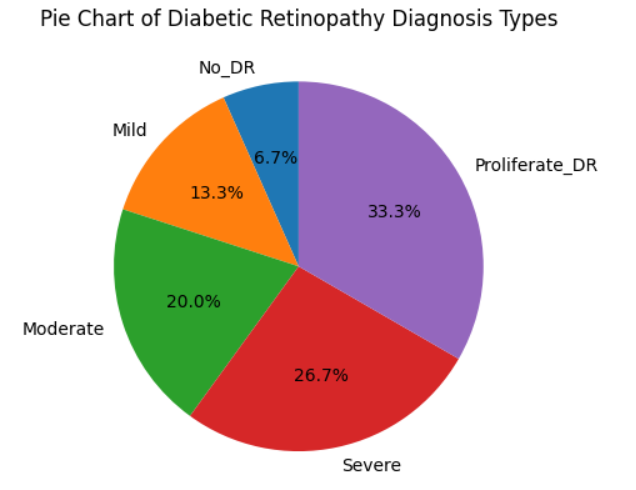 Pie Chart of Diabetic Retinopathy Diagnosis Types
No_DR
Mild
6.7%
Proliferate_DR
13.3%
33.3%
20.0%
Moderate
26.7%
Severe